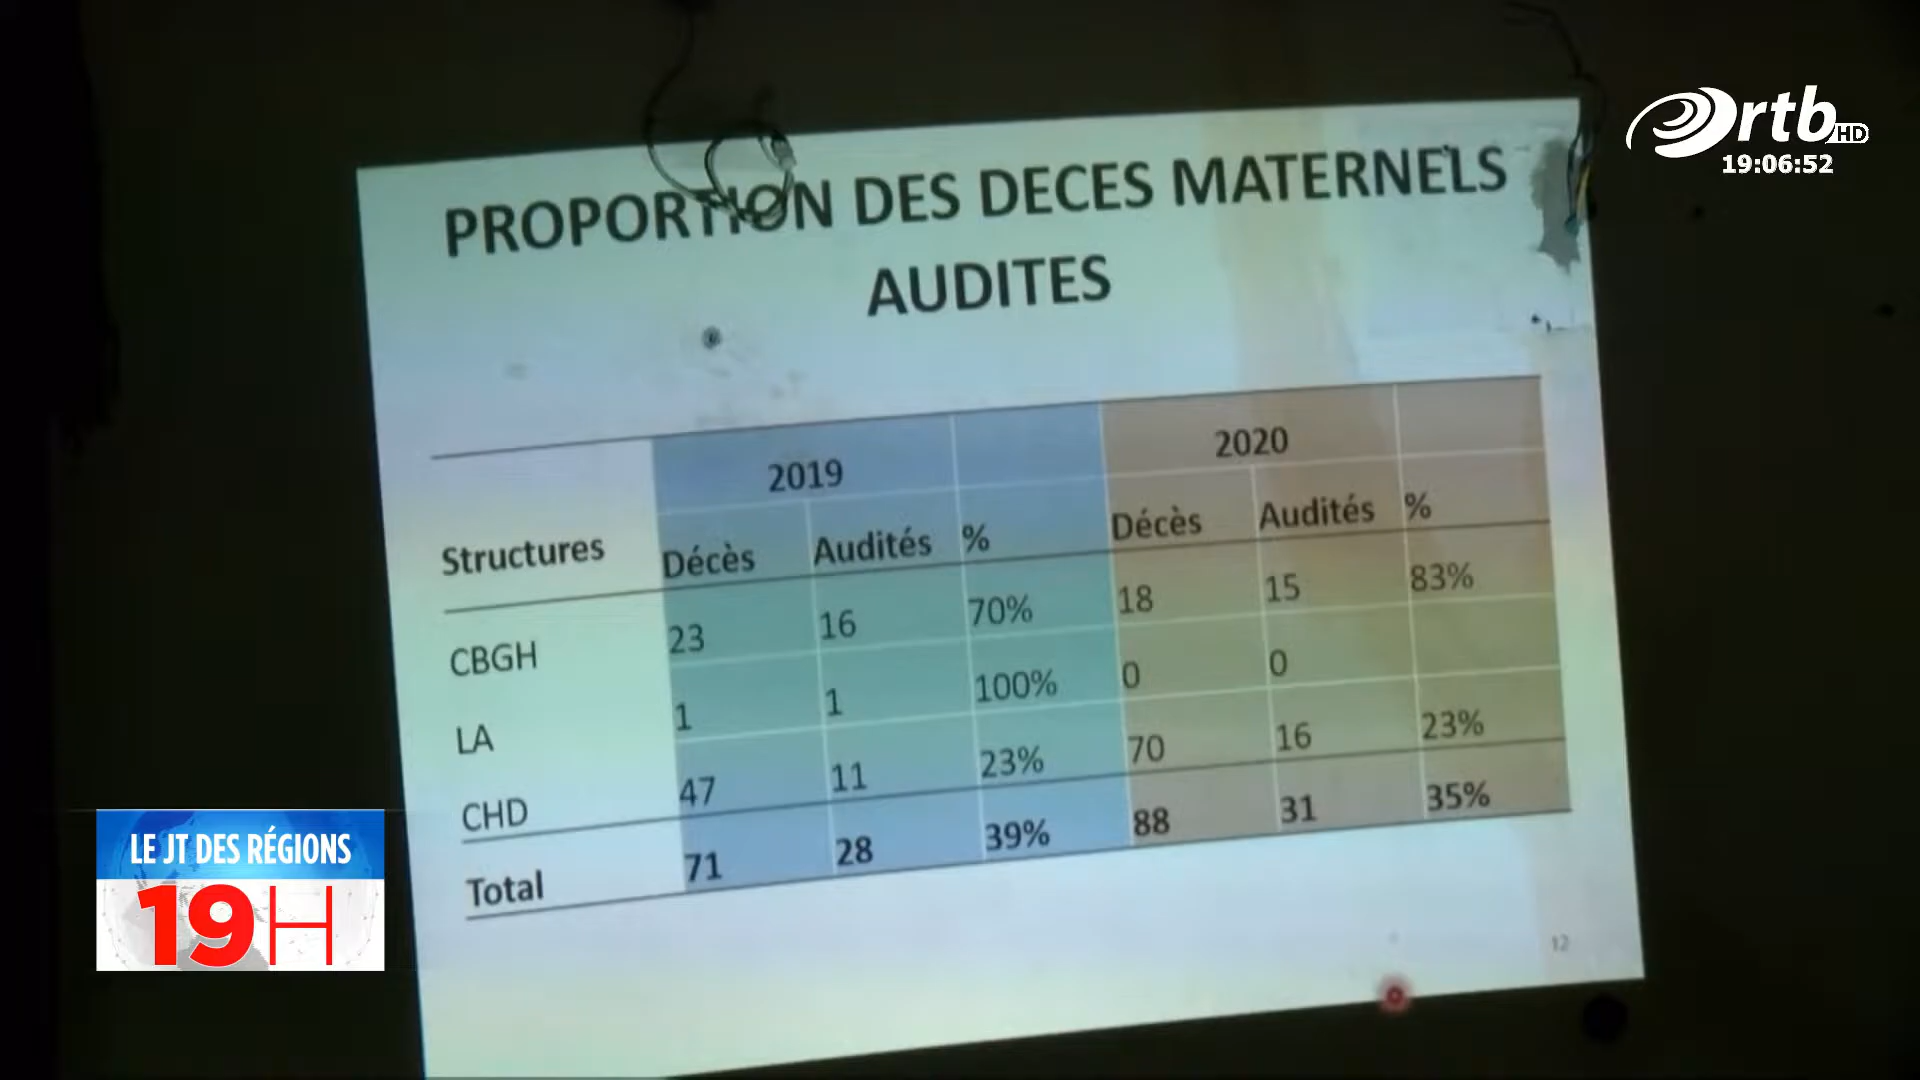 rtb HD
19:06:52
PROPORTION DES DECES MATERNELS
AUDITES
2019 2020
Structures Décès Audités % Décès Audités %
CBGH 23 16 70% 18 15 83%
LA 1 1 100% 0 0
CHD 47 11 23% 70 16 23%
Total 71 28 39% 88 31 35%
12
LE JT DES RÉGIONS
19H